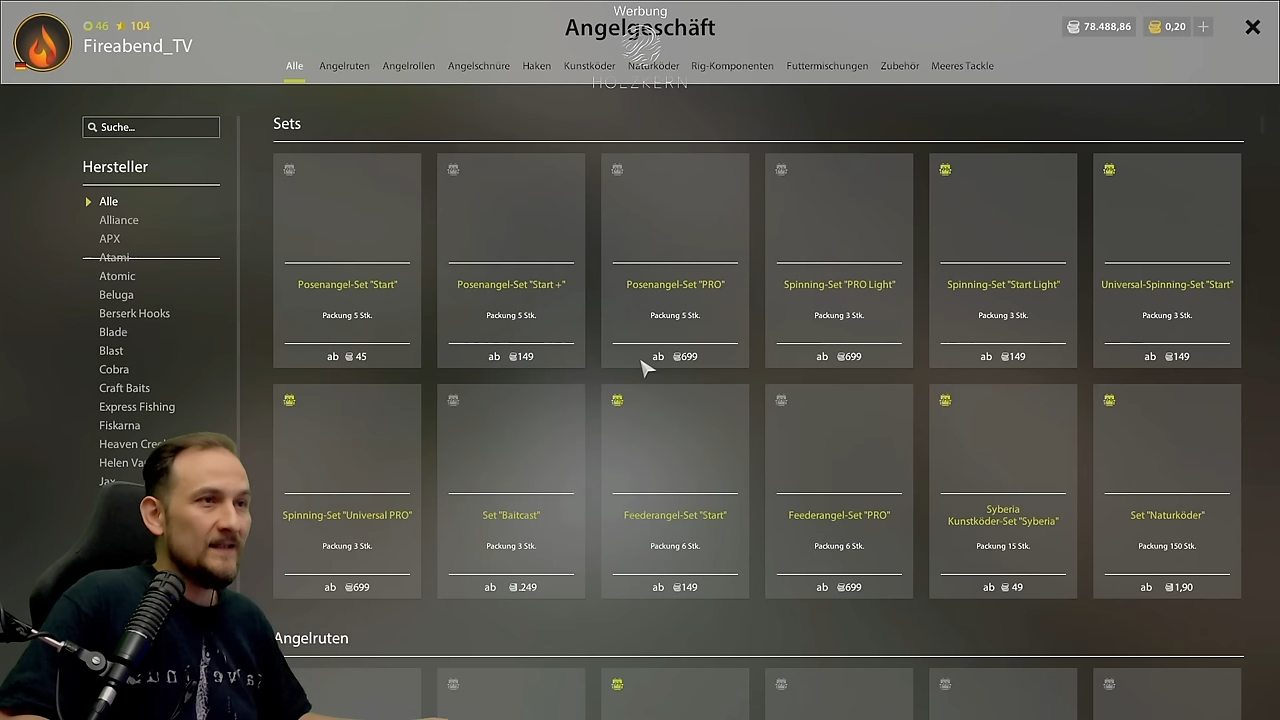 Werbung
46 104
Fireabend_TV
Angelgeschäft
HOLZKERN
78.488,86
0,20
Alle Angelruten Angelrollen Angelschnüre Haken Kunstköder Naturköder Rig-Komponenten Futtermischungen Zubehör Meeres Tackle
Suche...
Hersteller
Alle
Alliance
APX
Atami
Atomic
Beluga
Berserk Hooks
Blade
Blast
Cobra
Craft Baits
Express Fishing
Fiskarna
Heaven Cree
Helen Va
Jax
Sets
Posenangel-Set "Start"
Packung 5 Stk.
ab 45
Posenangel-Set "Start+"
Packung 5 Stk.
ab 149
Posenangel-Set "PRO"
Packung 5 Stk.
ab 699
Spinning-Set "PRO Light"
Packung 3 Stk.
ab 699
Spinning-Set "Start Light"
Packung 3 Stk.
ab 149
Universal-Spinning-Set "Start"
Packung 3 Stk.
ab 149
Spinning-Set "Universal PRO"
Packung 3 Stk.
ab 699
Set "Baitcast"
Packung 3 Stk.
ab 1.249
Feederangel-Set "Start"
Packung 6 Stk.
ab 149
Feederangel-Set "PRO"
Packung 6 Stk.
ab 699
Syberia
Kunstköder-Set "Syberia"
Packung 15 Stk.
ab 49
Set "Naturköder"
Packung 150 Stk.
ab 1,90
Angelruten